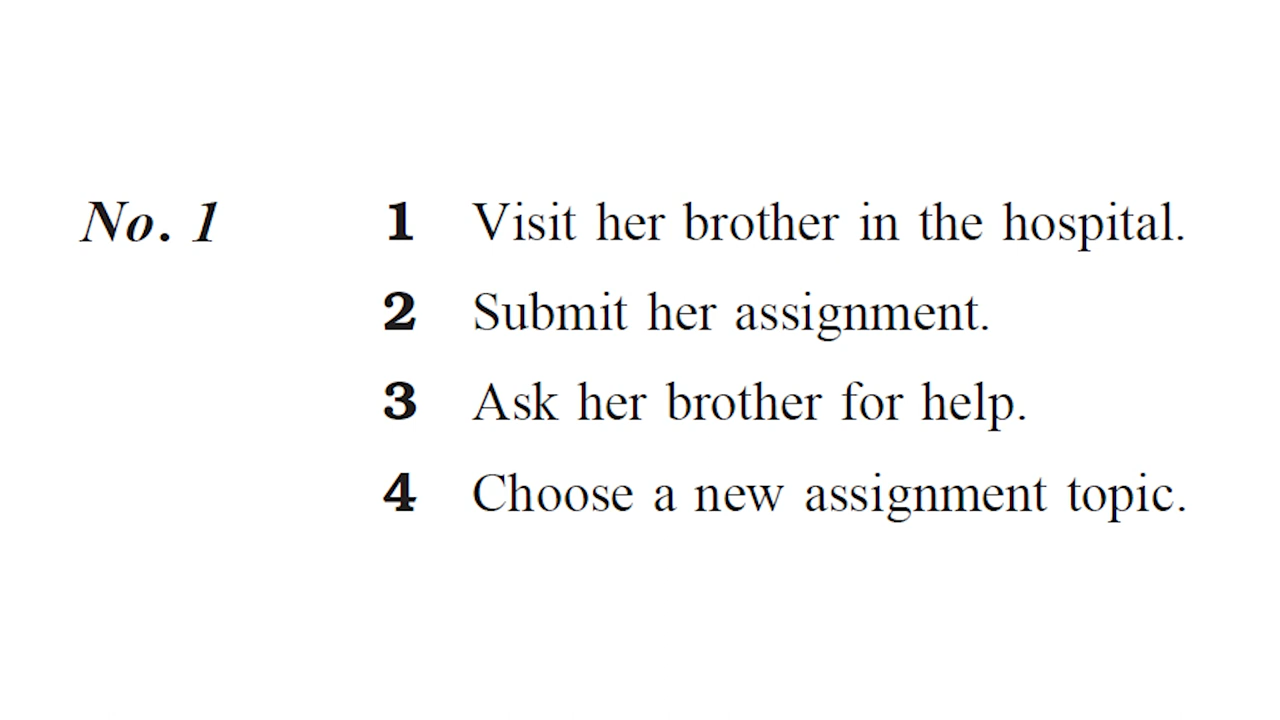 No. 1 1 Visit her brother in the hospital.
2 Submit her assignment.
3 Ask her brother for help.
4 Choose a new assignment topic.